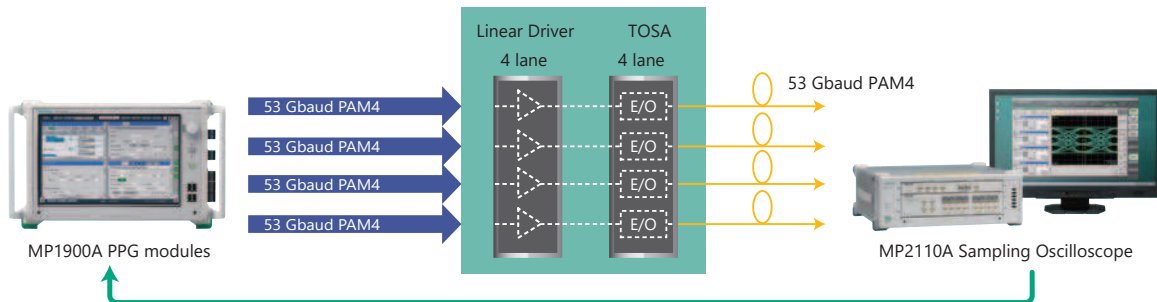 Linear Driver
TOSA
4 lane
4 lane
53 Gbaud PAM4
53 Gbaud PAM4
53 Gbaud PAM4
53 Gbaud PAM4
E/O
E/O
E/O
E/O
53 Gbaud PAM4
MP1900A PPG modules
MP2110A Sampling Oscilloscope